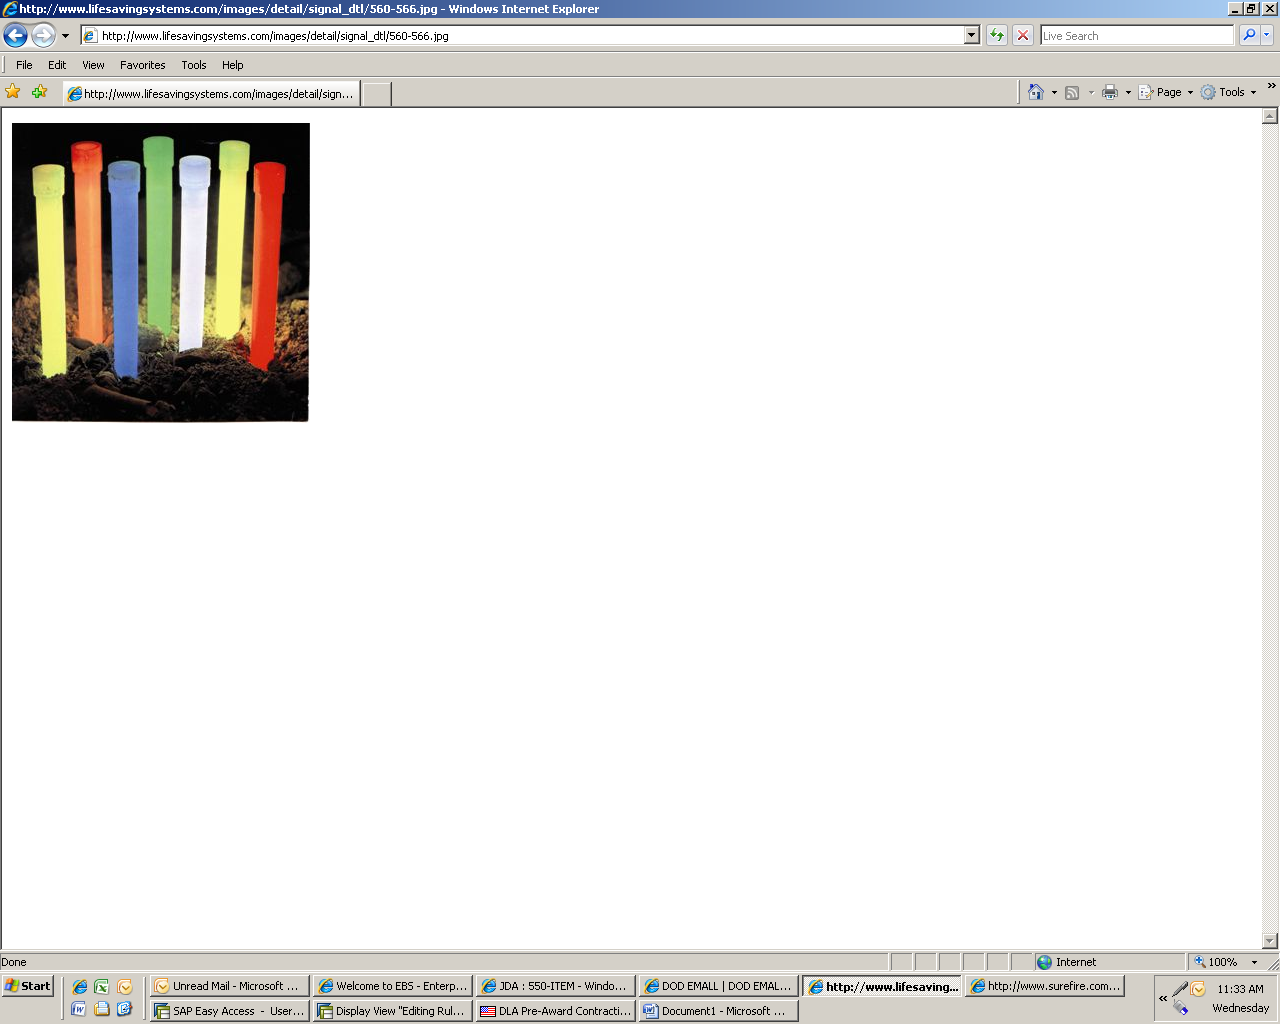 http://www.lifesavingsystems.com/images/detail/signal_dtl/560-566.jpg - Windows Internet Explorer
http://www.lifesavingsystems.com/images/detail/signal_dtl/560-566.jpg
Live Search
File Edit View Favorites Tools Help
http://www.lifesavingsystems.com/images/detail/sign...
Page Tools »
Done
Internet
100%
Start
Unread Mail - Microsoft ...
Welcome to EBS - Enterp...
JDA : 550-ITEM - Windo...
DOD EMALL | DOD EMAL...
http://www.lifesaving...
http://www.surefire.com...
«
11:33 AM
SAP Easy Access - User...
Display View "Editing Rul...
DLA Pre-Award Contracti...
Document1 - Microsoft ...
Wednesday